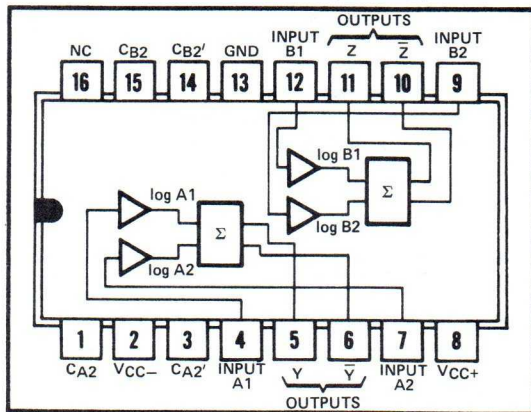 OUTPUTS
NC CB2 CB2' GND INPUT B1 Z Z̅ INPUT B2
16 15 14 13 12 11 10 9
log B1
Σ
log B2
log A1
Σ
log A2
1 2 3 4 5 6 7 8
CA2 VCC− CA2' INPUT A1 Y Y̅ INPUT A2 VCC+
OUTPUTS